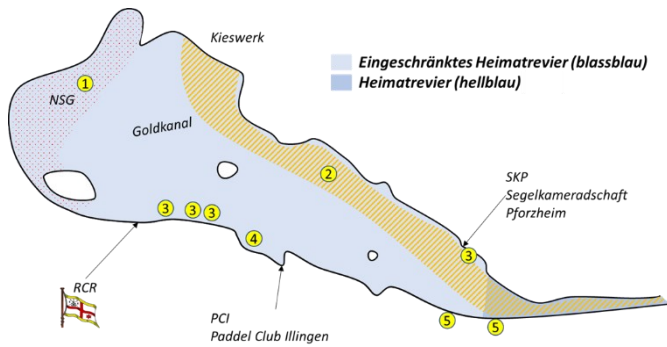 Kieswerk
Eingeschränktes Heimatrevier (blassblau)
Heimatrevier (hellblau)
1
NSG
Goldkanal
2
SKP
Segelkameradschaft
Pforzheim
3
3
3
4
3
RCR
PCI
Paddel Club Illingen
5
5